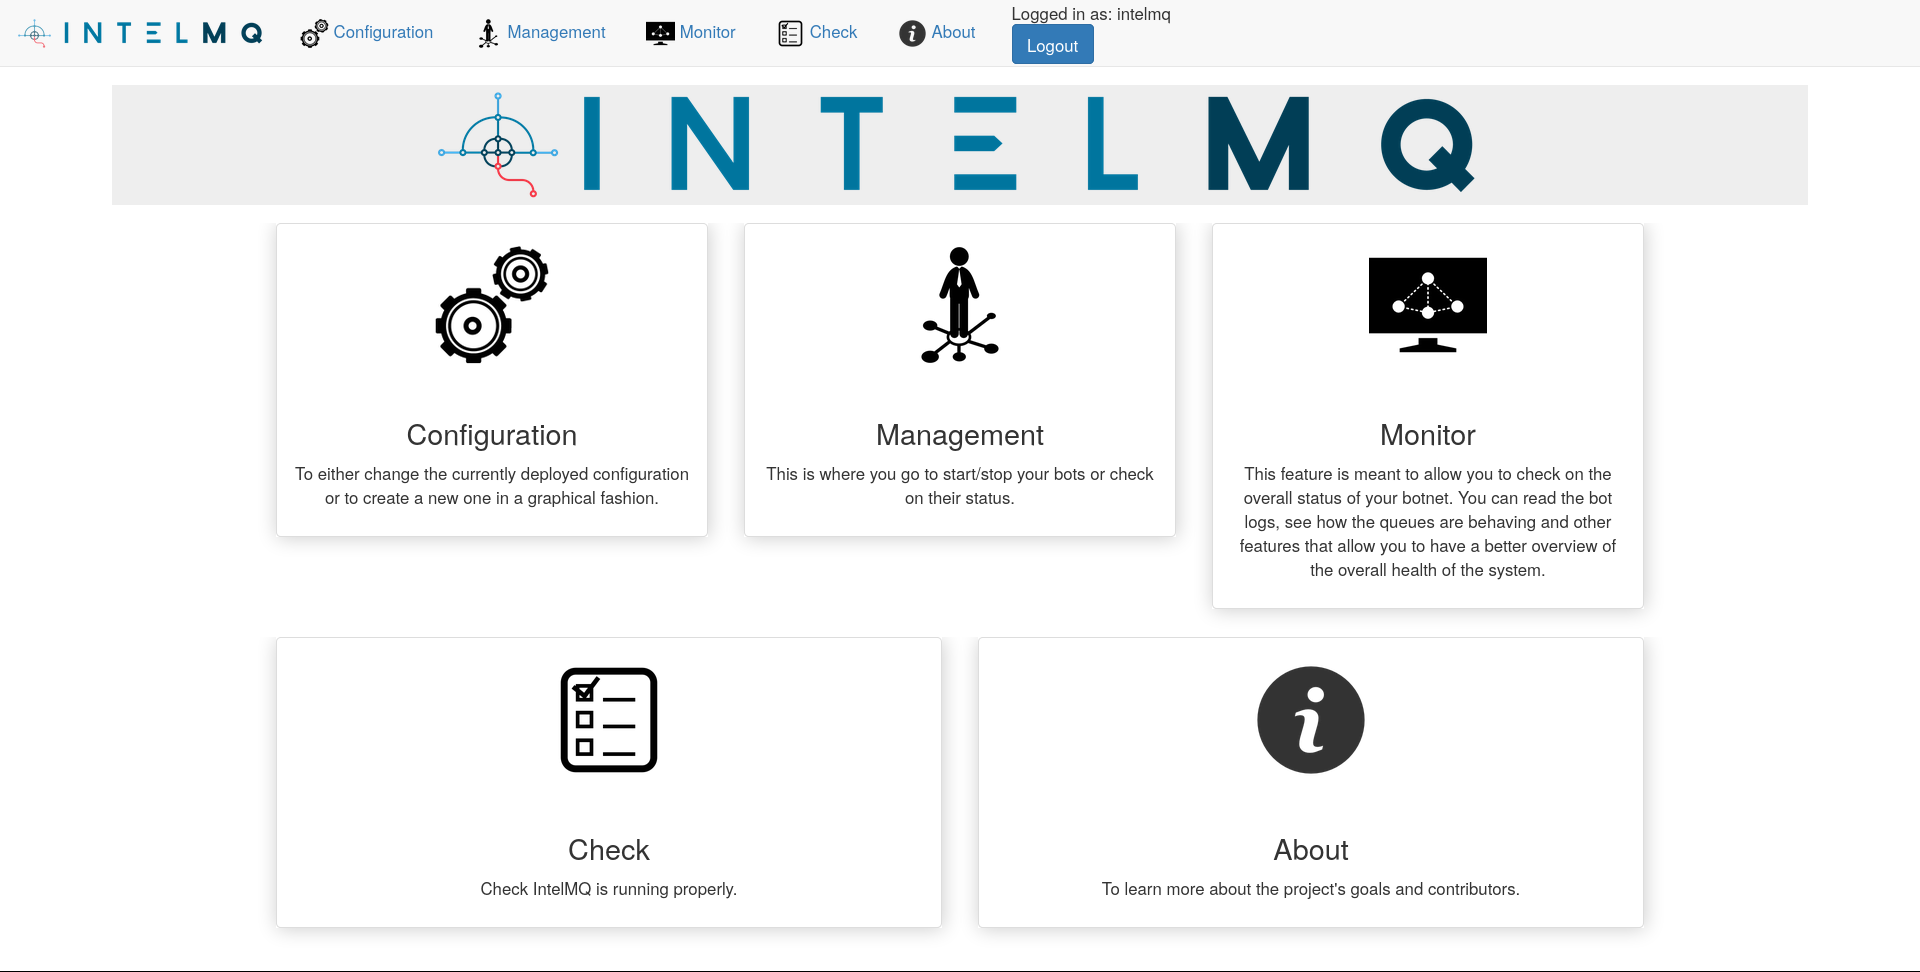 INTELMQ
Configuration
Management
Monitor
Check
About
Logged in as: intelmq
Logout
INTELMQ
Configuration
To either change the currently deployed configuration
or to create a new one in a graphical fashion.
Management
This is where you go to start/stop your bots or check
on their status.
Monitor
This feature is meant to allow you to check on the
overall status of your botnet. You can read the bot
logs, see how the queues are behaving and other
features that allow you to have a better overview of
the overall health of the system.
Check
Check IntelMQ is running properly.
About
To learn more about the project's goals and contributors.